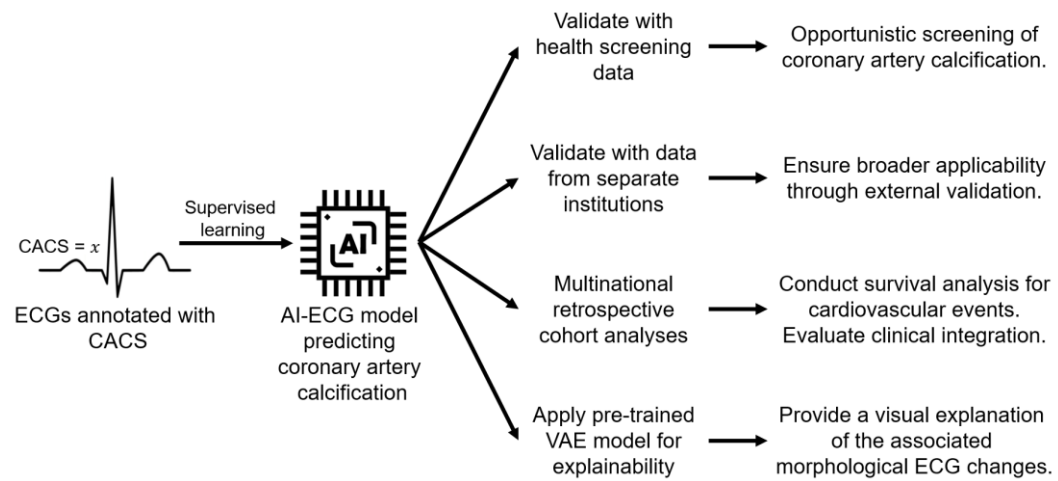 CACS = x
ECGs annotated with
CACS
Supervised
learning
AI
AI-ECG model
predicting
coronary artery
calcification
Validate with
health screening
data
Opportunistic screening of
coronary artery calcification.
Validate with data
from separate
institutions
Ensure broader applicability
through external validation.
Multinational
retrospective
cohort analyses
Conduct survival analysis for
cardiovascular events.
Evaluate clinical integration.
Apply pre-trained
VAE model for
explainability
Provide a visual explanation
of the associated
morphological ECG changes.